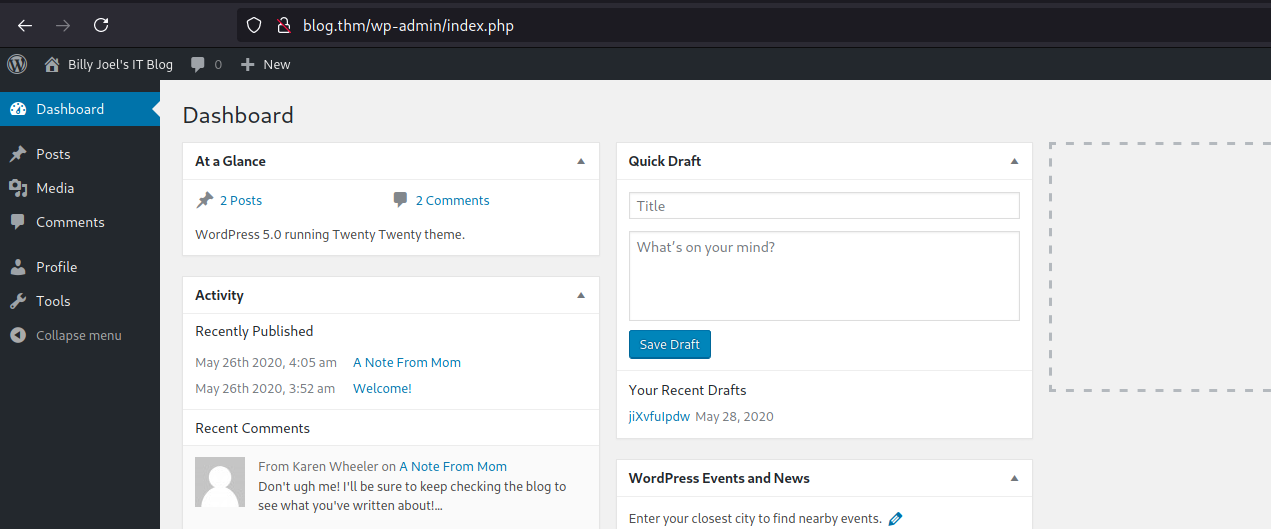 blog.thm/wp-admin/index.php
Billy Joel's IT Blog 0 New
Dashboard
Posts
Media
Comments
Profile
Tools
Collapse menu
Dashboard
At a Glance
2 Posts 2 Comments
WordPress 5.0 running Twenty Twenty theme.
Activity
Recently Published
May 26th 2020, 4:05 am A Note From Mom
May 26th 2020, 3:52 am Welcome!
Recent Comments
From Karen Wheeler on A Note From Mom
Don't ugh me! I'll be sure to keep checking the blog to
see what you've written about!...
Quick Draft
Title
What's on your mind?
Save Draft
Your Recent Drafts
jiXvfuIpdw May 28, 2020
WordPress Events and News
Enter your closest city to find nearby events.